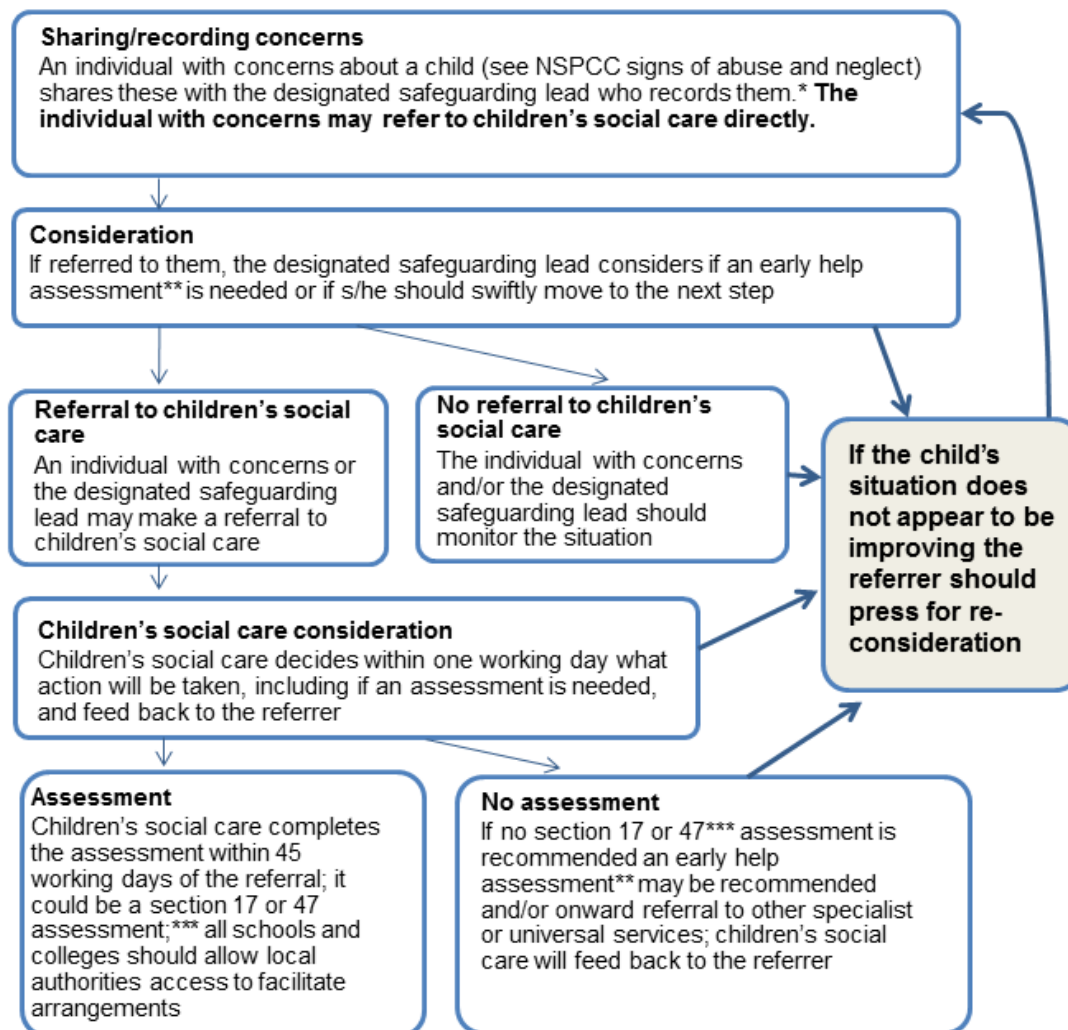 Sharing/recording concerns
An individual with concerns about a child (see NSPCC signs of abuse and neglect)
shares these with the designated safeguarding lead who records them.* The
individual with concerns may refer to children's social care directly.
Consideration
If referred to them, the designated safeguarding lead considers if an early help
assessment** is needed or if s/he should swiftly move to the next step
Referral to children's social
care
An individual with concerns or
the designated safeguarding
lead may make a referral to
children's social care
No referral to children's
social care
The individual with concerns
and/or the designated
safeguarding lead should
monitor the situation
If the child's
situation does
not appear to be
improving the
referrer should
press for re-
consideration
Children's social care consideration
Children's social care decides within one working day what
action will be taken, including if an assessment is needed,
and feed back to the referrer
Assessment
Children's social care completes
the assessment within 45
working days of the referral; it
could be a section 17 or 47
assessment;*** all schools and
colleges should allow local
authorities access to facilitate
arrangements
No assessment
If no section 17 or 47*** assessment is
recommended an early help
assessment** may be recommended
and/or onward referral to other specialist
or universal services; children's social
care will feed back to the referrer